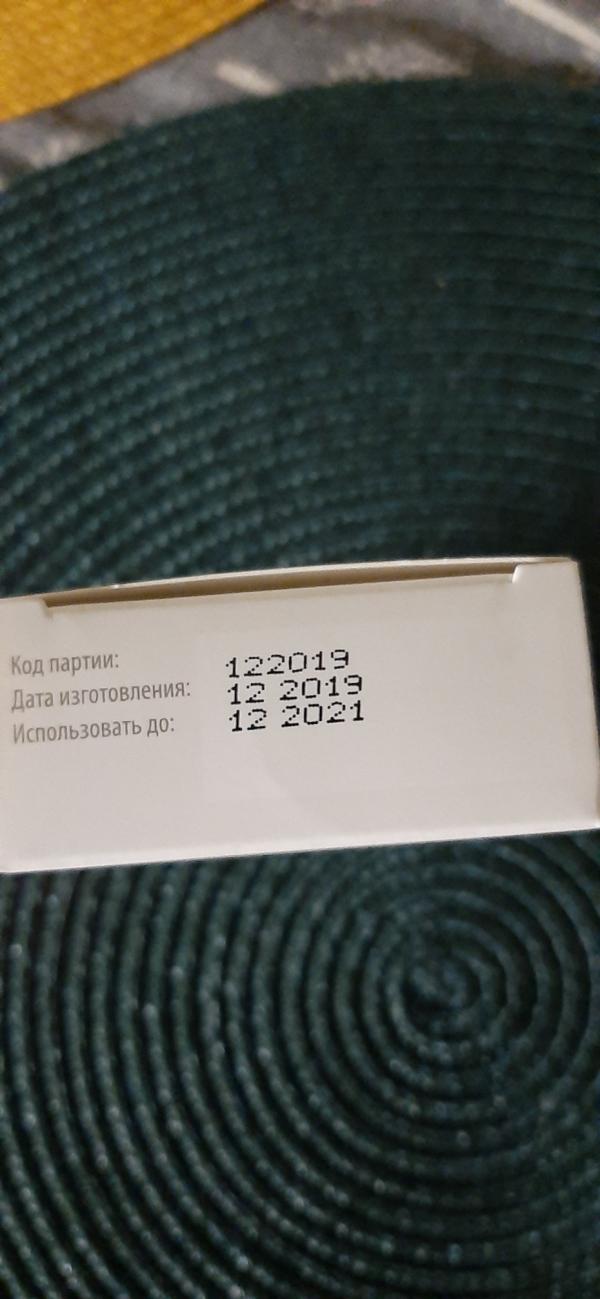 Код партии: 122019
Дата изготовления: 12 2019
Использовать до: 12 2021